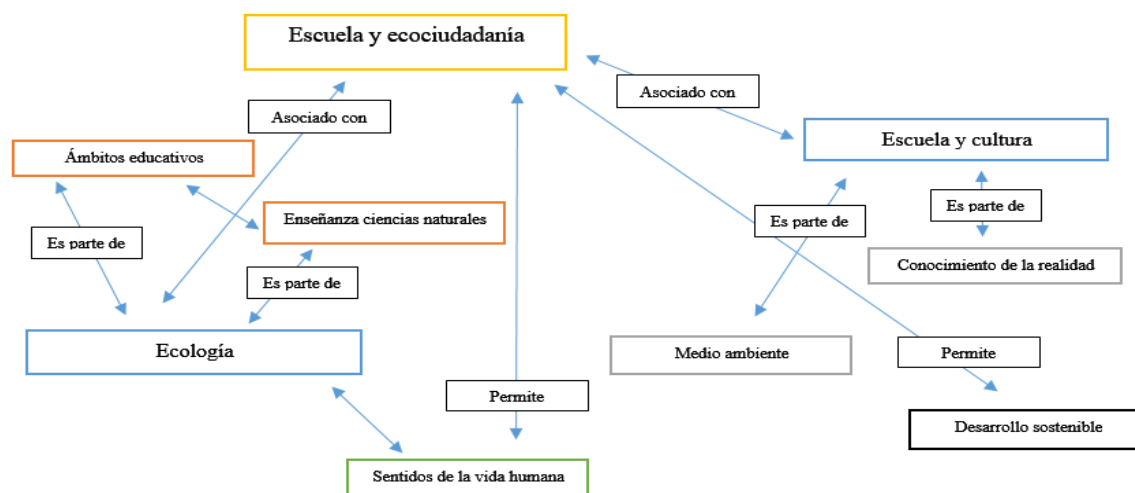 Escuela y ecociudadanía
Asociado con
Asociado con
Escuela y cultura
Ámbitos educativos
Es parte de
Enseñanza ciencias naturales
Es parte de
Es parte de
Conocimiento de la realidad
Es parte de
Ecología
Medio ambiente
Permite
Permite
Desarrollo sostenible
Sentidos de la vida humana